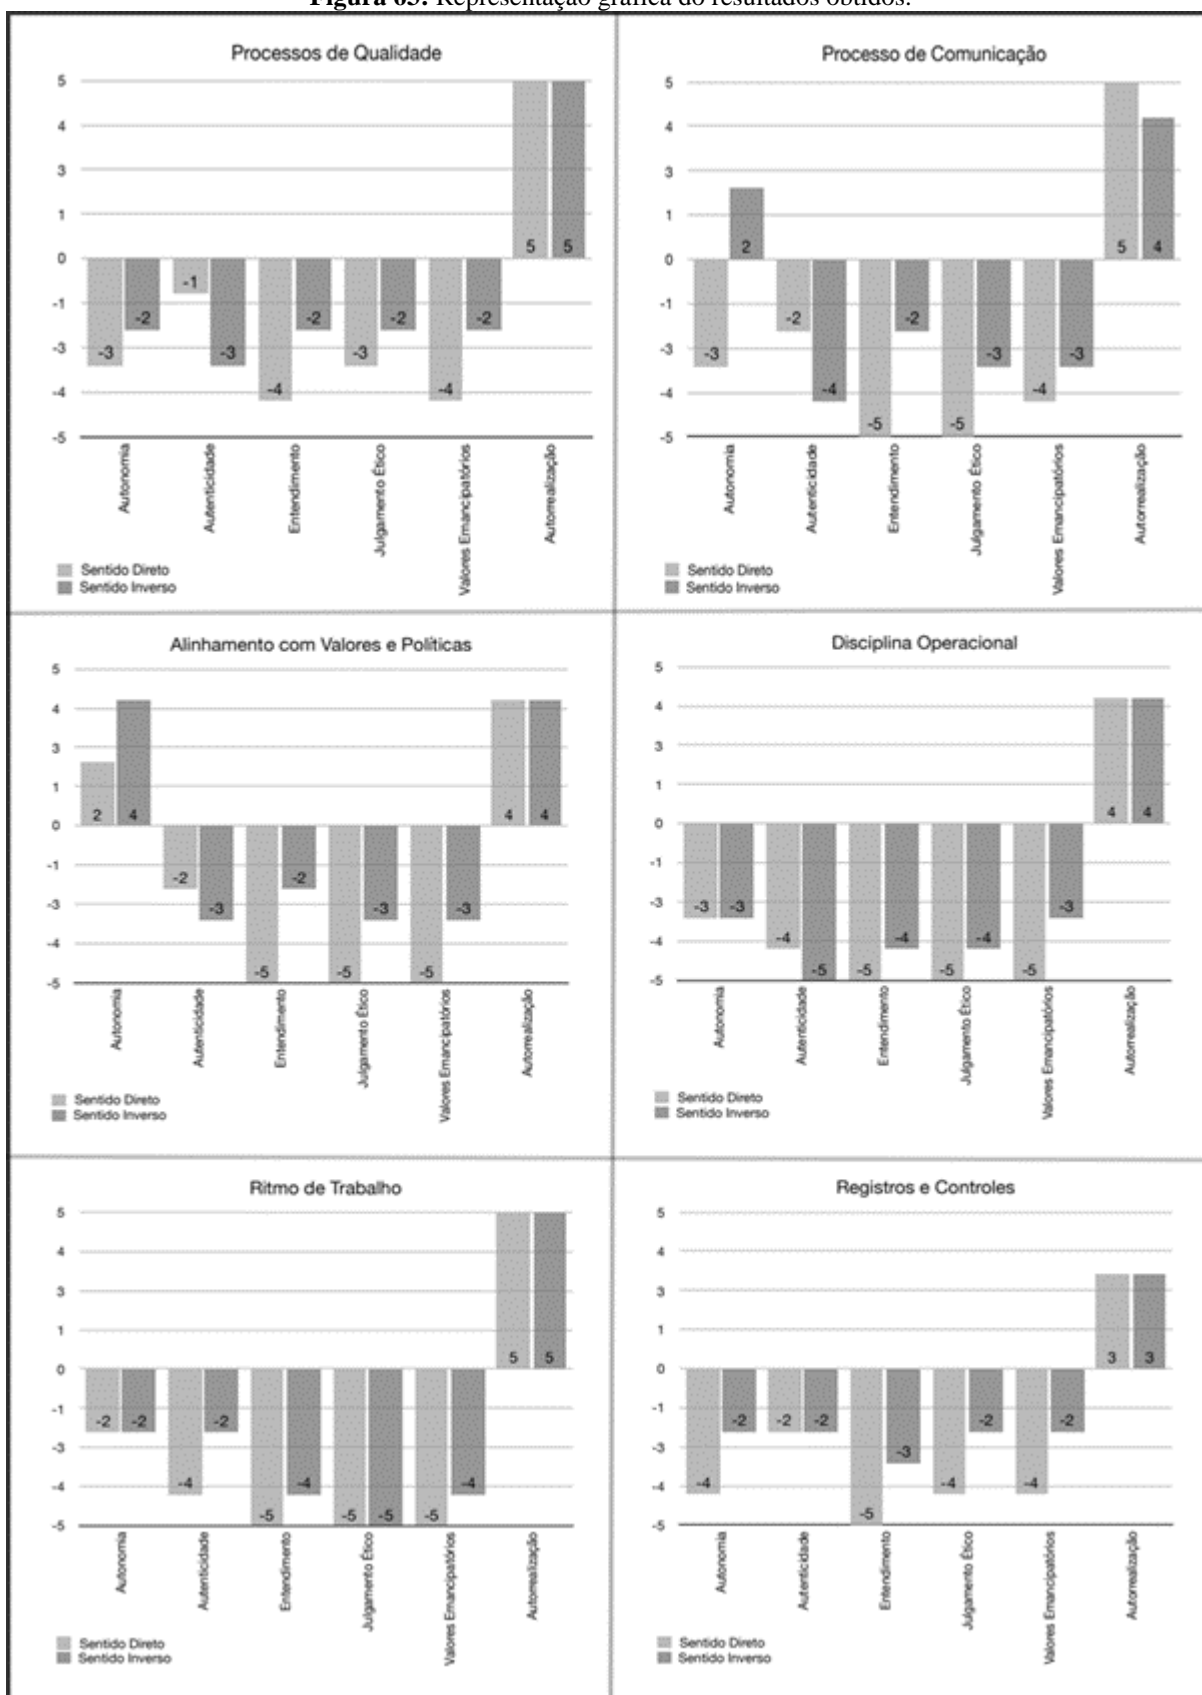 Figura 03: Representação gráfica do resultados obtidos.
Processos de Qualidade
5
4
3
1
0
-1
-3
-4
-5
-3
-2
-1
-3
-4
-2
-3
-2
-4
-2
5
5
Autonomia
Autenticidade
Entendimento
Julgamento Ético
Valores Emancipatórios
Autorrealização
Sentido Direto
Sentido Inverso
Processo de Comunicação
5
4
3
1
0
-1
-3
-4
-5
-3
2
-2
-4
-5
-2
-5
-3
-4
-3
5
4
Autonomia
Autenticidade
Entendimento
Julgamento Ético
Valores Emancipatórios
Autorrealização
Sentido Direto
Sentido Inverso
Alinhamento com Valores e Políticas
5
4
3
1
0
-1
-3
-4
-5
2
4
-2
-3
-5
-2
-5
-3
-5
-3
4
4
Autonomia
Autenticidade
Entendimento
Julgamento Ético
Valores Emancipatórios
Autorrealização
Sentido Direto
Sentido Inverso
Disciplina Operacional
5
4
3
1
0
-1
-3
-4
-5
-3
-3
-4
-5
-5
-4
-5
-4
-5
-3
4
4
Autonomia
Autenticidade
Entendimento
Julgamento Ético
Valores Emancipatórios
Autorrealização
Sentido Direto
Sentido Inverso
Ritmo de Trabalho
5
4
3
1
0
-1
-3
-4
-5
-2
-2
-4
-2
-5
-4
-5
-5
-5
-4
5
5
Autonomia
Autenticidade
Entendimento
Julgamento Ético
Valores Emancipatórios
Autorrealização
Sentido Direto
Sentido Inverso
Registros e Controles
5
4
3
1
0
-1
-3
-4
-5
-4
-2
-2
-2
-5
-3
-4
-2
-4
-2
3
3
Autonomia
Autenticidade
Entendimento
Julgamento Ético
Valores Emancipatórios
Autorrealização
Sentido Direto
Sentido Inverso